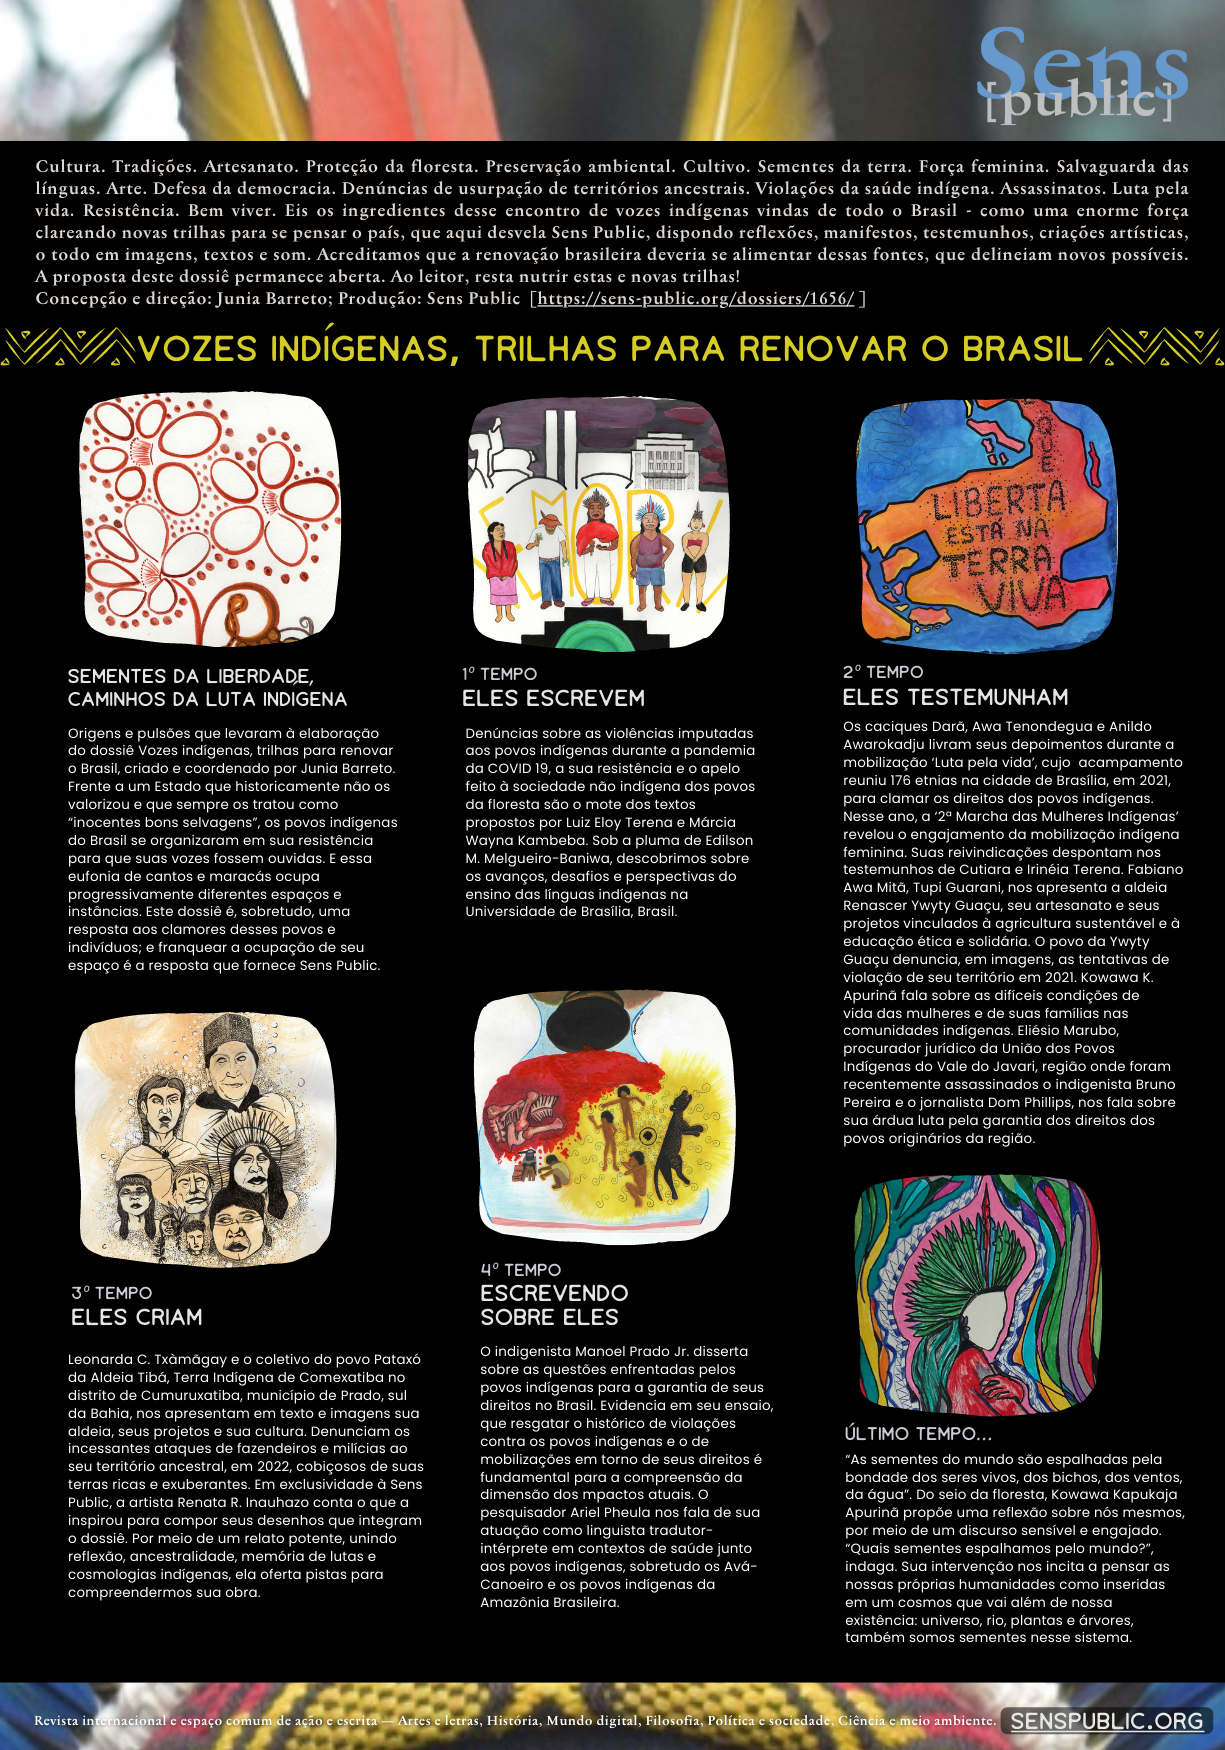 Sens
[public]
Cultura. Tradições. Artesanato. Proteção da floresta. Preservação ambiental. Cultivo. Sementes da terra. Força feminina. Salvaguarda das
línguas. Arte. Defesa da democracia. Denúncias de usurpação de territórios ancestrais. Violações da saúde indígena. Assassinatos. Luta pela
vida. Resistência. Bem viver. Eis os ingredientes desse encontro de vozes indígenas vindas de todo o Brasil - como uma enorme força
clareando novas trilhas para se pensar o país, que aqui desvela Sens Public, dispondo reflexões, manifestos, testemunhos, criações artísticas,
o todo em imagens, textos e som. Acreditamos que a renovação brasileira deveria se alimentar dessas fontes, que delineiam novos possíveis.
A proposta deste dossiê permanece aberta. Ao leitor, resta nutrir estas e novas trilhas!
Concepção e direção: Junia Barreto; Produção: Sens Public [https://sens-public.org/dossiers/1656/ ]
VOZES INDÍGENAS, TRILHAS PARA RENOVAR O BRASIL
SEMENTES DA LIBERDADE,
CAMINHOS DA LUTA INDÍGENA
Origens e pulsões que levaram à elaboração
do dossiê Vozes indígenas, trilhas para renovar
o Brasil, criado e coordenado por Junia Barreto.
Frente a um Estado que historicamente não os
valorizou e que sempre os tratou como
“inocentes bons selvagens”, os povos indígenas
do Brasil se organizaram em sua resistência
para que suas vozes fossem ouvidas. E essa
eufonia de cantos e maracás ocupa
progressivamente diferentes espaços e
instâncias. Este dossiê é, sobretudo, uma
resposta aos clamores desses povos e
indivíduos; e franquear a ocupação de seu
espaço é a resposta que fornece Sens Public.
MORÁ
1º TEMPO
ELES ESCREVEM
Denúncias sobre as violências imputadas
aos povos indígenas durante a pandemia
da COVID 19, a sua resistência e o apelo
feito à sociedade não indígena dos povos
da floresta são o mote dos textos
propostos por Luiz Eloy Terena e Márcia
Wayna Kambeba. Sob a pluma de Edilson
M. Melgueiro-Baniwa, descobrimos sobre
os avanços, desafios e perspectivas do
ensino das línguas indígenas na
Universidade de Brasília, Brasil.
QUE
LIBERTA
ESTÁ NA
TERRA
VIVA
2º TEMPO
ELES TESTEMUNHAM
Os caciques Darã, Awa Tenondegua e Anildo
Awarokadju livram seus depoimentos durante a
mobilização ‘Luta pela vida’, cujo acampamento
reuniu 176 etnias na cidade de Brasília, em 2021,
para clamar os direitos dos povos indígenas.
Nesse ano, a ‘2ª Marcha das Mulheres Indígenas’
revelou o engajamento da mobilização indígena
feminina. Suas reivindicações despontam nos
testemunhos de Cutiara e Irinéia Terena. Fabiano
Awa Mitã, Tupi Guarani, nos apresenta a aldeia
Renascer Ywyty Guaçu, seu artesanato e seus
projetos vinculados à agricultura sustentável e à
educação ética e solidária. O povo da Ywyty
Guaçu denuncia, em imagens, as tentativas de
violação de seu território em 2021. Kowawa K.
Apurinã fala sobre as difíceis condições de
vida das mulheres e de suas famílias nas
comunidades indígenas. Eliésio Marubo,
procurador jurídico da União dos Povos
Indígenas do Vale do Javari, região onde foram
recentemente assassinados o indigenista Bruno
Pereira e o jornalista Dom Phillips, nos fala sobre
sua árdua luta pela garantia dos direitos dos
povos originários da região.
3º TEMPO
ELES CRIAM
Leonarda C. Txàmãgay e o coletivo do povo Pataxó
da Aldeia Tibá, Terra Indígena de Comexatiba no
distrito de Cumuruxatiba, município de Prado, sul
da Bahia, nos apresentam em texto e imagens sua
aldeia, seus projetos e sua cultura. Denunciam os
incessantes ataques de fazendeiros e milícias ao
seu território ancestral, em 2022, cobiçosos de suas
terras ricas e exuberantes. Em exclusividade à Sens
Public, a artista Renata R. Inauhazo conta o que a
inspirou para compor seus desenhos que integram
o dossiê. Por meio de um relato potente, unindo
reflexão, ancestralidade, memória de lutas e
cosmologias indígenas, ela oferta pistas para
compreendermos sua obra.
4º TEMPO
ESCREVENDO
SOBRE ELES
O indigenista Manoel Prado Jr. disserta
sobre as questões enfrentadas pelos
povos indígenas para a garantia de seus
direitos no Brasil. Evidencia em seu ensaio,
que resgatar o histórico de violações
contra os povos indígenas e o de
mobilizações em torno de seus direitos é
fundamental para a compreensão da
dimensão dos mpactos atuais. O
pesquisador Ariel Pheula nos fala de sua
atuação como linguista tradutor-
intérprete em contextos de saúde junto
aos povos indígenas, sobretudo os Avá-
Canoeiro e os povos indígenas da
Amazônia Brasileira.
ÚLTIMO TEMPO...
“As sementes do mundo são espalhadas pela
bondade dos seres vivos, dos bichos, dos ventos,
da água”. Do seio da floresta, Kowawa Kapukaja
Apurinã propõe uma reflexão sobre nós mesmos,
por meio de um discurso sensível e engajado.
“Quais sementes espalhamos pelo mundo?”,
indaga. Sua intervenção nos incita a pensar as
nossas próprias humanidades como inseridas
em um cosmos que vai além de nossa
existência: universo, rio, plantas e árvores,
também somos sementes nesse sistema.
Revista internacional e espaço comum de ação e escrita — Artes e letras, História, Mundo digital, Filosofia, Política e sociedade, Ciência e meio ambiente. SENSPUBLIC.ORG